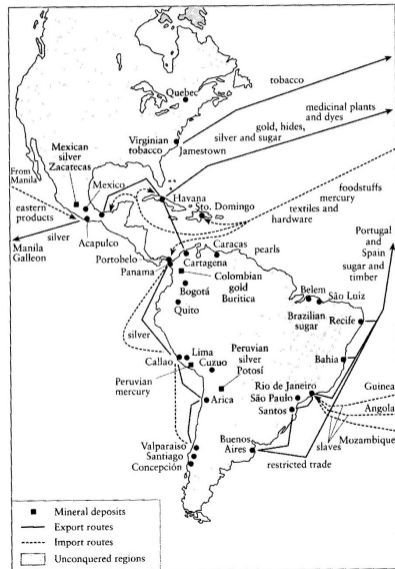 tobacco
Quebec
medicinal plants
and dyes
gold, hides,
silver and sugar
Virginian
tobacco
Jamestown
Mexican
silver
Zacatecas
From
Manila
Mexico
eastern
products
silver
Acapulco
Manila
Galleon
Havana
Sto. Domingo
foodstuffs
mercury
textiles and
hardware
Portobelo
Panama
Cartagena
Caracas
pearls
Colombian
gold
Buritica
Bogotá
Quito
Portugal
and
Spain
sugar and
timber
Belem
São Luiz
Brazilian
sugar
Recife
Bahia
silver
Callao
Lima
Cuzuo
Peruvian
silver
Potosí
Peruvian
mercury
Arica
Rio de Janeiro
São Paulo
Santos
Guinea
Angola
Mozambique
slaves
Valparaiso
Santiago
Concepción
Buenos
Aires
restricted trade
Mineral deposits
Export routes
Import routes
Unconquered regions